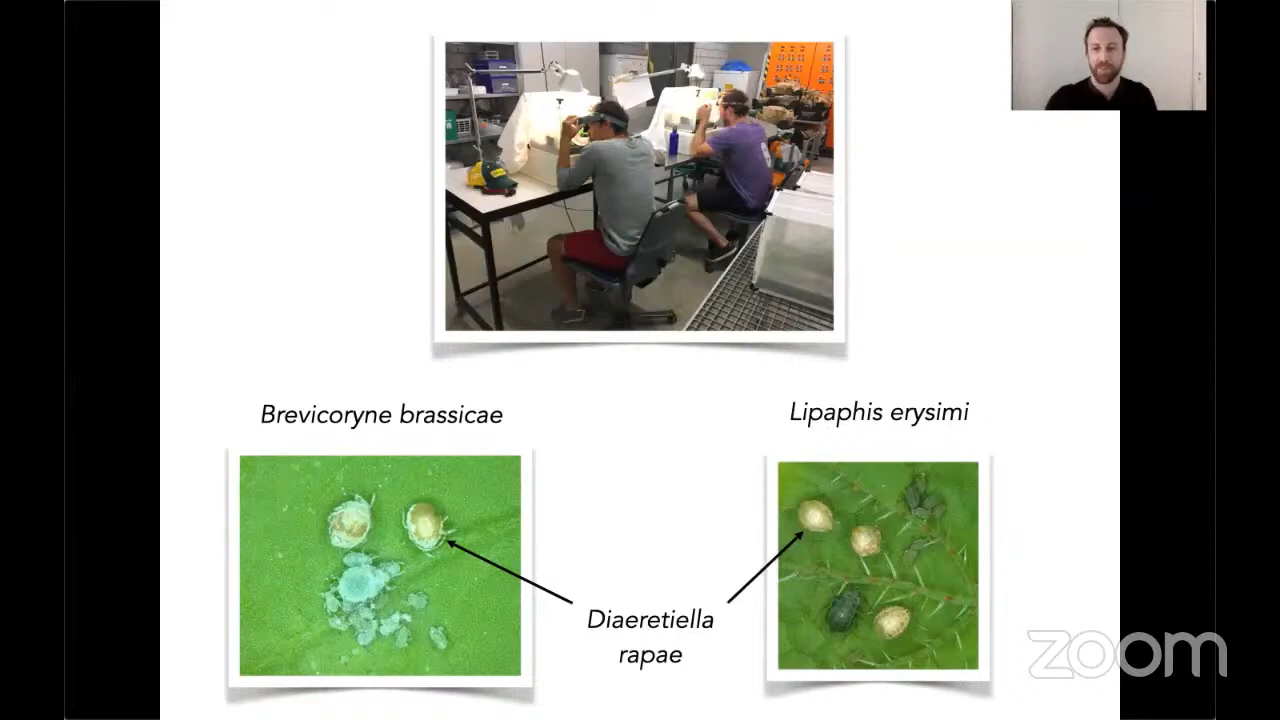 Brevicoryne brassicae
Lipaphis erysimi
Diaeretiella
rapae
zoom